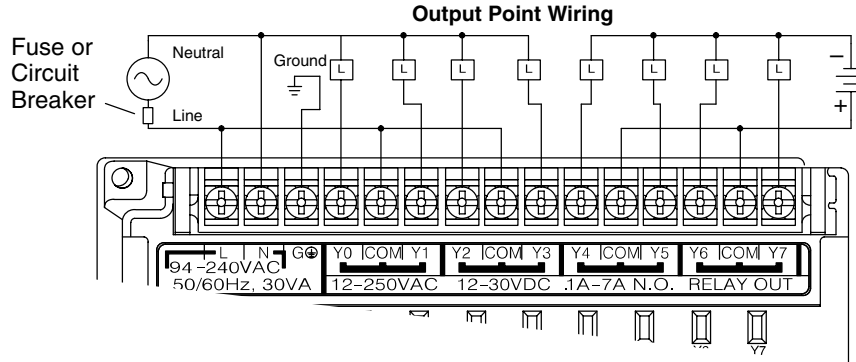 Output Point Wiring
Fuse or
Circuit
Breaker
Neutral
Ground
Line
L L L L L L L L
+
L N G Y0 COM Y1 Y2 COM Y3 Y4 COM Y5 Y6 COM Y7
94-240VAC
50/60Hz, 30VA 12-250VAC 12-30VDC .1A-7A N.O. RELAY OUT
Y7